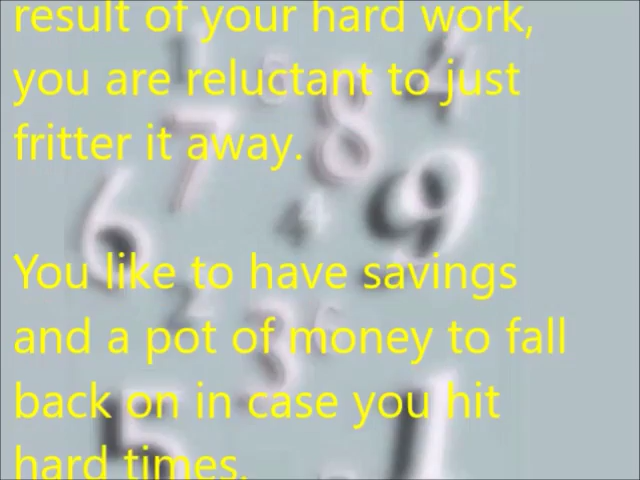 result of your hard work,
you are reluctant to just
fritter it away.
You like to have savings
and a pot of money to fall
back on in case you hit
hard times.